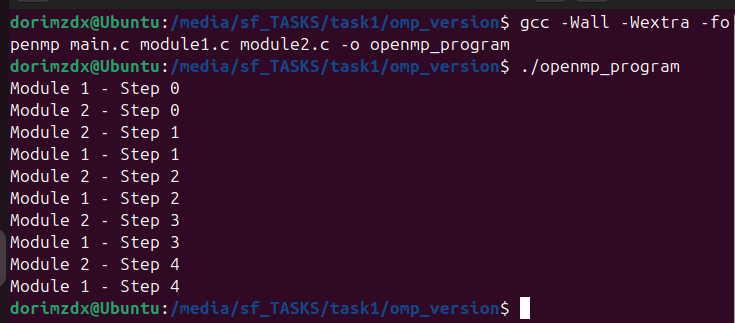 dorimzdx@Ubuntu:/media/sf_TASKS/task1/omp_version$ gcc -Wall -Wextra -fo
penmp main.c module1.c module2.c -o openmp_program
dorimzdx@Ubuntu:/media/sf_TASKS/task1/omp_version$ ./openmp_program
Module 1 - Step 0
Module 2 - Step 0
Module 2 - Step 1
Module 1 - Step 1
Module 2 - Step 2
Module 1 - Step 2
Module 2 - Step 3
Module 1 - Step 3
Module 2 - Step 4
Module 1 - Step 4
dorimzdx@Ubuntu:/media/sf_TASKS/task1/omp_version$